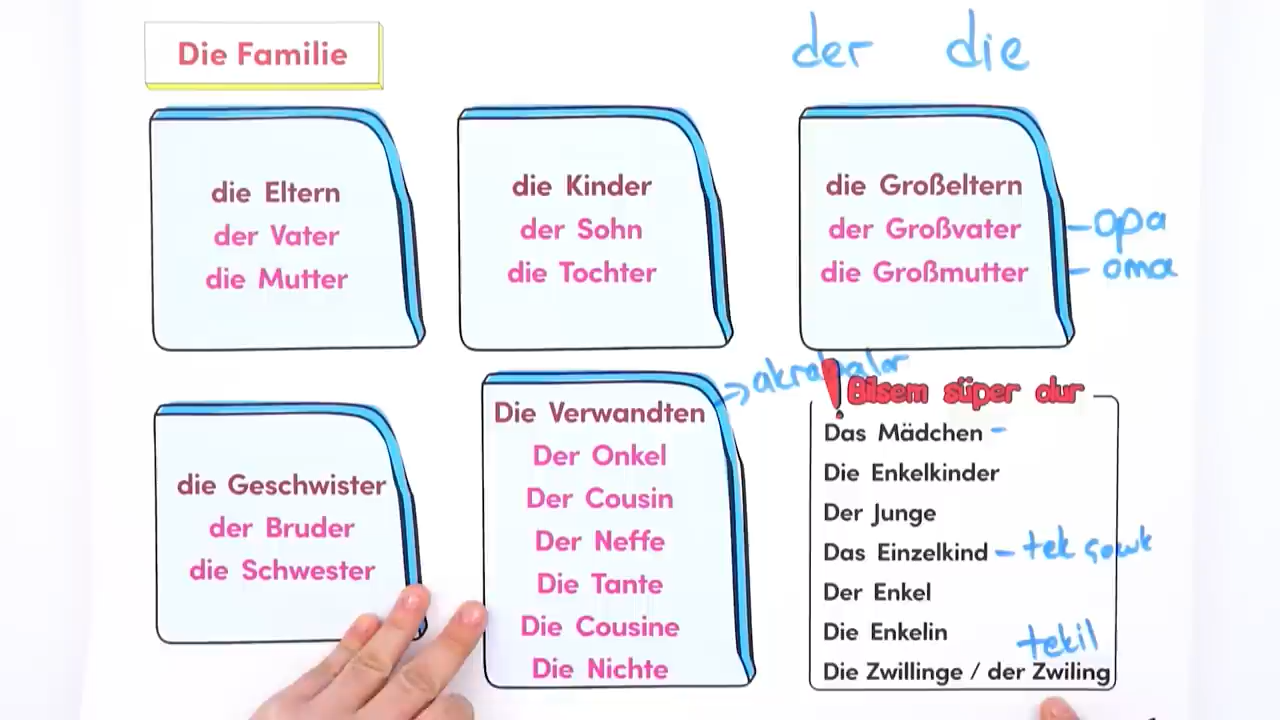 Die Familie
der die
die Eltern
der Vater
die Mutter
die Kinder
der Sohn
die Tochter
die Großeltern
der Großvater - opa
die Großmutter - oma
die Geschwister
der Bruder
die Schwester
Die Verwandten → akrabalar
Der Onkel
Der Cousin
Der Neffe
Die Tante
Die Cousine
Die Nichte
! Bilsem süper olur
Das Mädchen -
Die Enkelkinder
Der Junge
Das Einzelkind - tek
Der Enkel
Die Enkelin
tekil
Die Zwillinge / der Zwiling